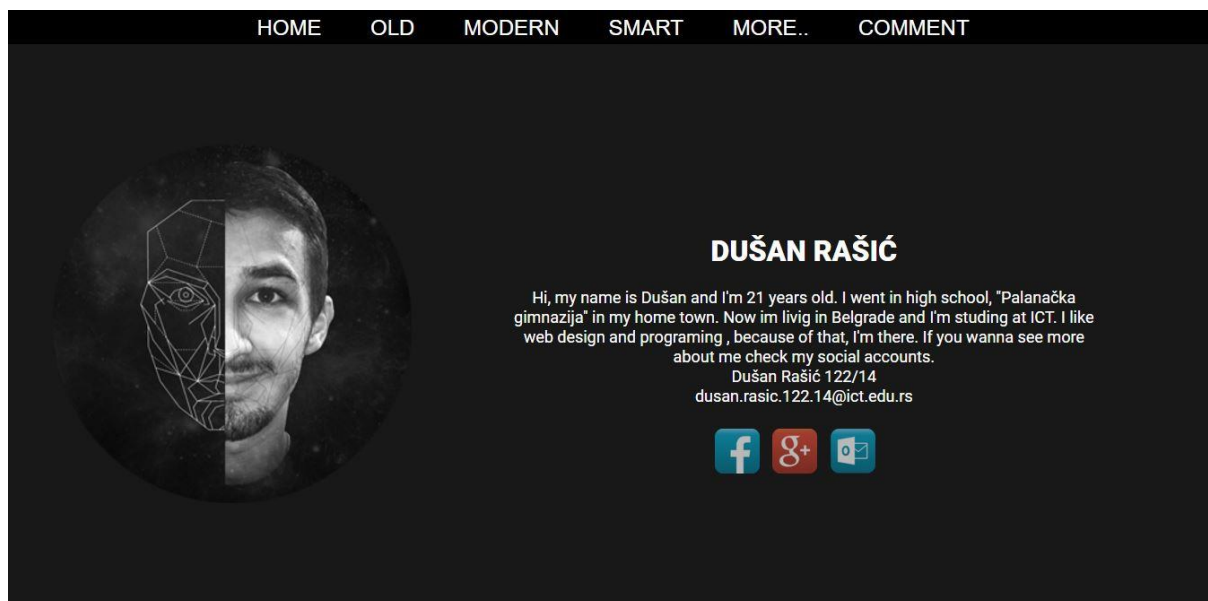 HOME OLD MODERN SMART MORE.. COMMENT
DUŠAN RAŠIĆ
Hi, my name is Dušan and I'm 21 years old. I went in high school, "Palanačka
gimnazija" in my home town. Now im livig in Belgrade and I'm studing at ICT. I like
web design and programing , because of that, I'm there. If you wanna see more
about me check my social accounts.
Dušan Rašić 122/14
dusan.rasic.122.14@ict.edu.rs
f g+ o